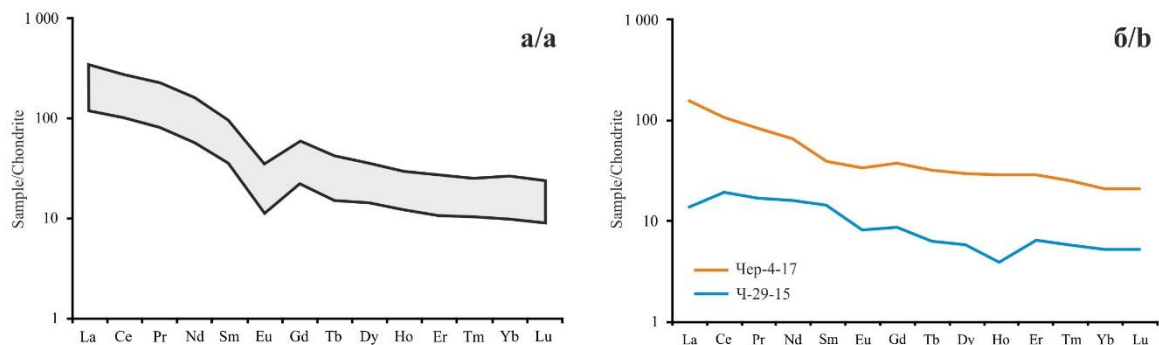 1 000
a/a
100
10
1
Sample/Chondrite
La Ce Pr Nd Sm Eu Gd Tb Dy Ho Er Tm Yb Lu
1 000
б/b
100
10
1
Sample/Chondrite
Чер-4-17
Ч-29-15
La Ce Pr Nd Sm Eu Gd Tb Dy Ho Er Tm Yb Lu